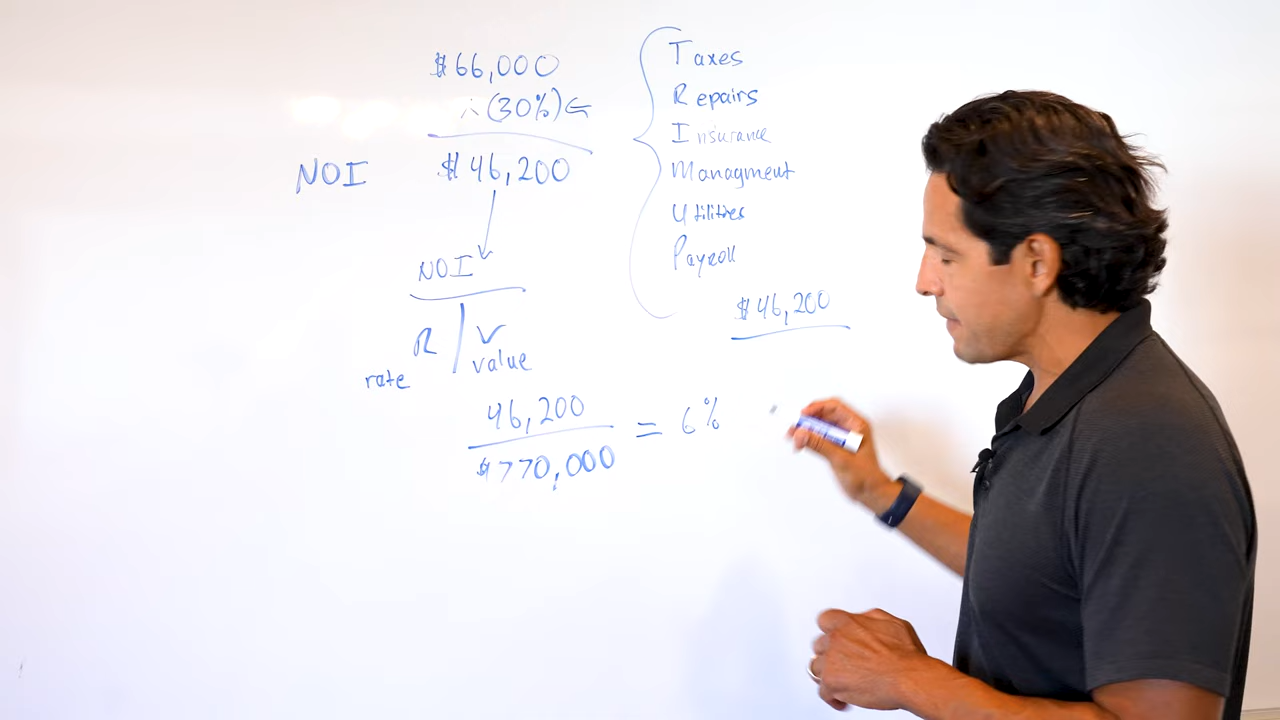 $66,000
(30%)
NOI $46,200
NOI
R V
rate value
46,200
$770,000
= 6%
Taxes
Repairs
Insurance
Managment
Utilities
Payroll
$46,200